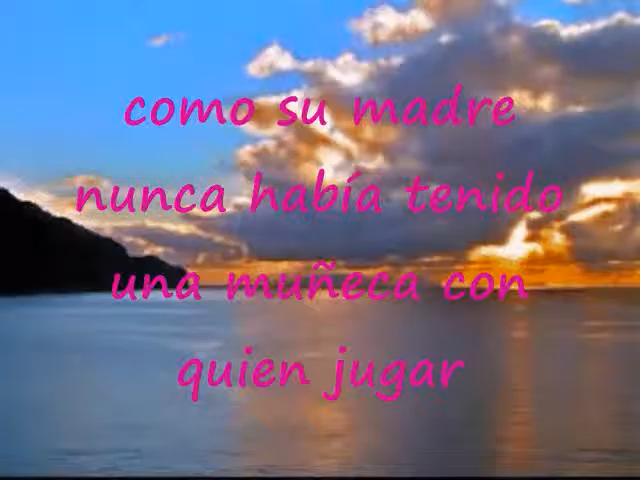 como su madre
nunca había tenido
una muñeca con
quien jugar